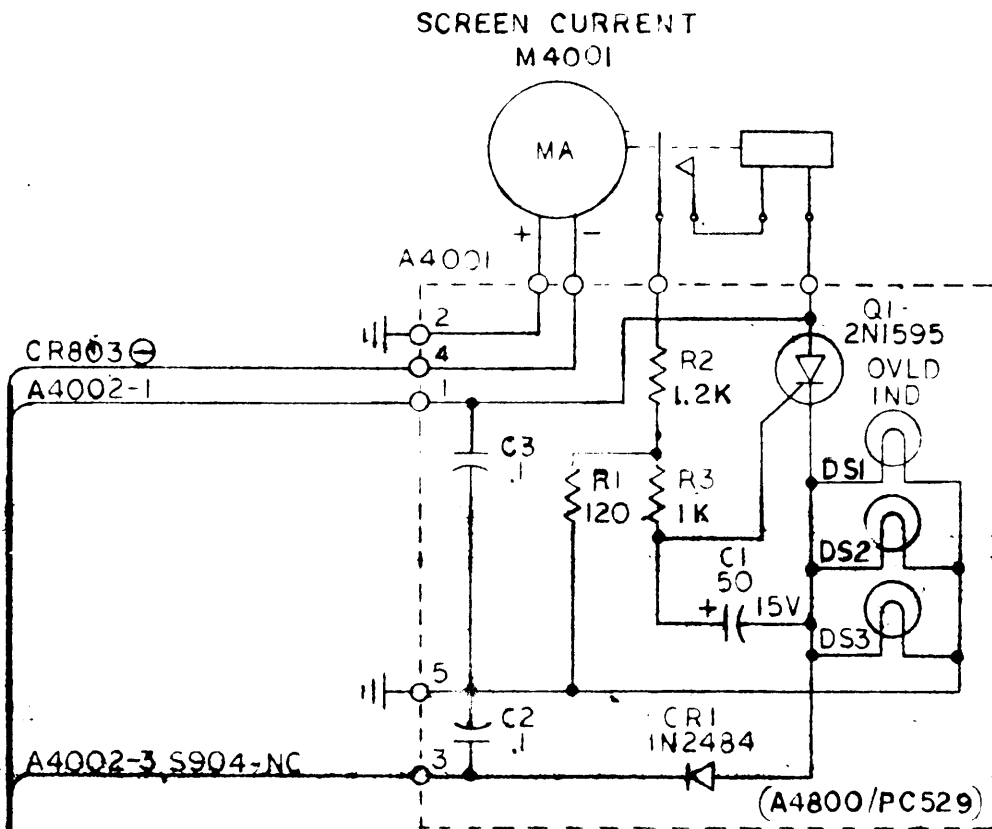 SCREEN CURRENT
M4001
MA
+ -
A4001
Q1
2N1595
OVLD
IND
2
CR803⊖
4
A4002-1
1
R2
1.2K
C3
.1
R1
120
R3
1K
DS1
DS2
C1
50
+ 15V
DS3
5
C2
.1
CR1
1N2484
A4002-3 S904-NC
3
(A4800/PC529)